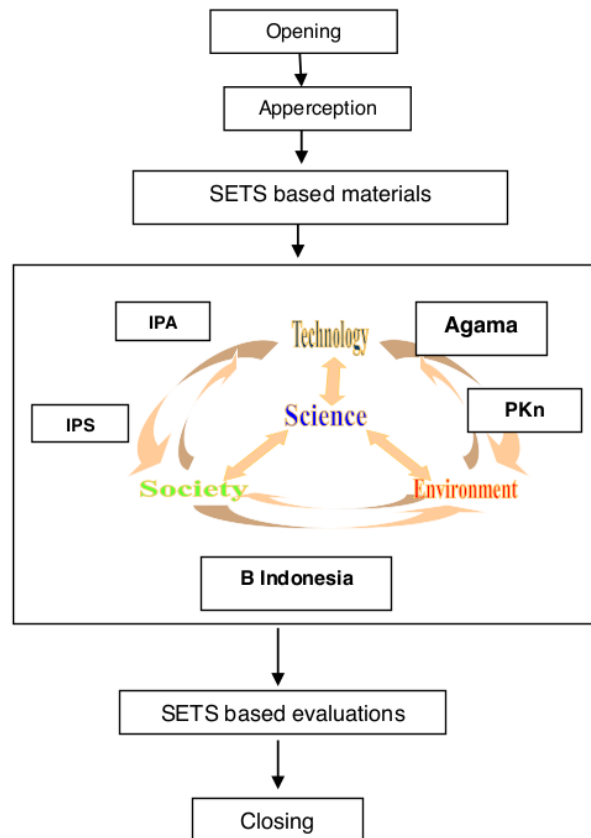 Opening
Apperception
SETS based materials
IPA
Technology
Agama
IPS
Science
PKn
Society
Environment
B Indonesia
SETS based evaluations
Closing